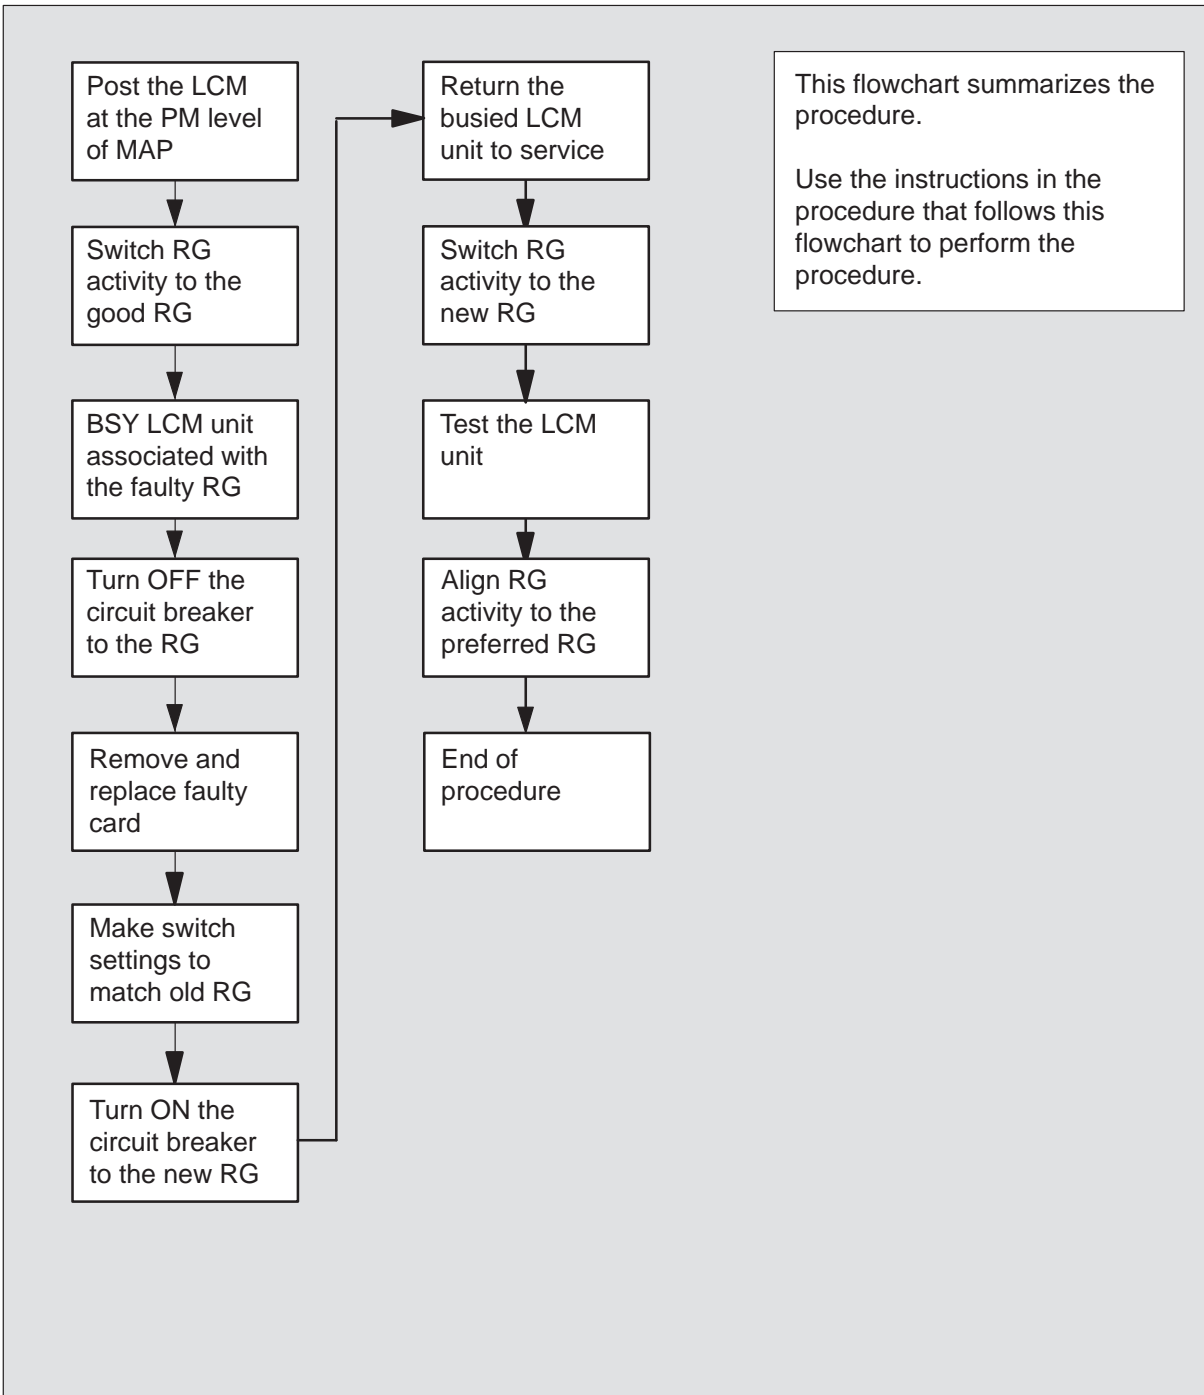 Post the LCM
at the PM level
of MAP
Switch RG
activity to the
good RG
BSY LCM unit
associated with
the faulty RG
Turn OFF the
circuit breaker
to the RG
Remove and
replace faulty
card
Make switch
settings to
match old RG
Turn ON the
circuit breaker
to the new RG
Return the
busied LCM
unit to service
Switch RG
activity to the
new RG
Test the LCM
unit
Align RG
activity to the
preferred RG
End of
procedure
This flowchart summarizes the
procedure.
Use the instructions in the
procedure that follows this
flowchart to perform the
procedure.